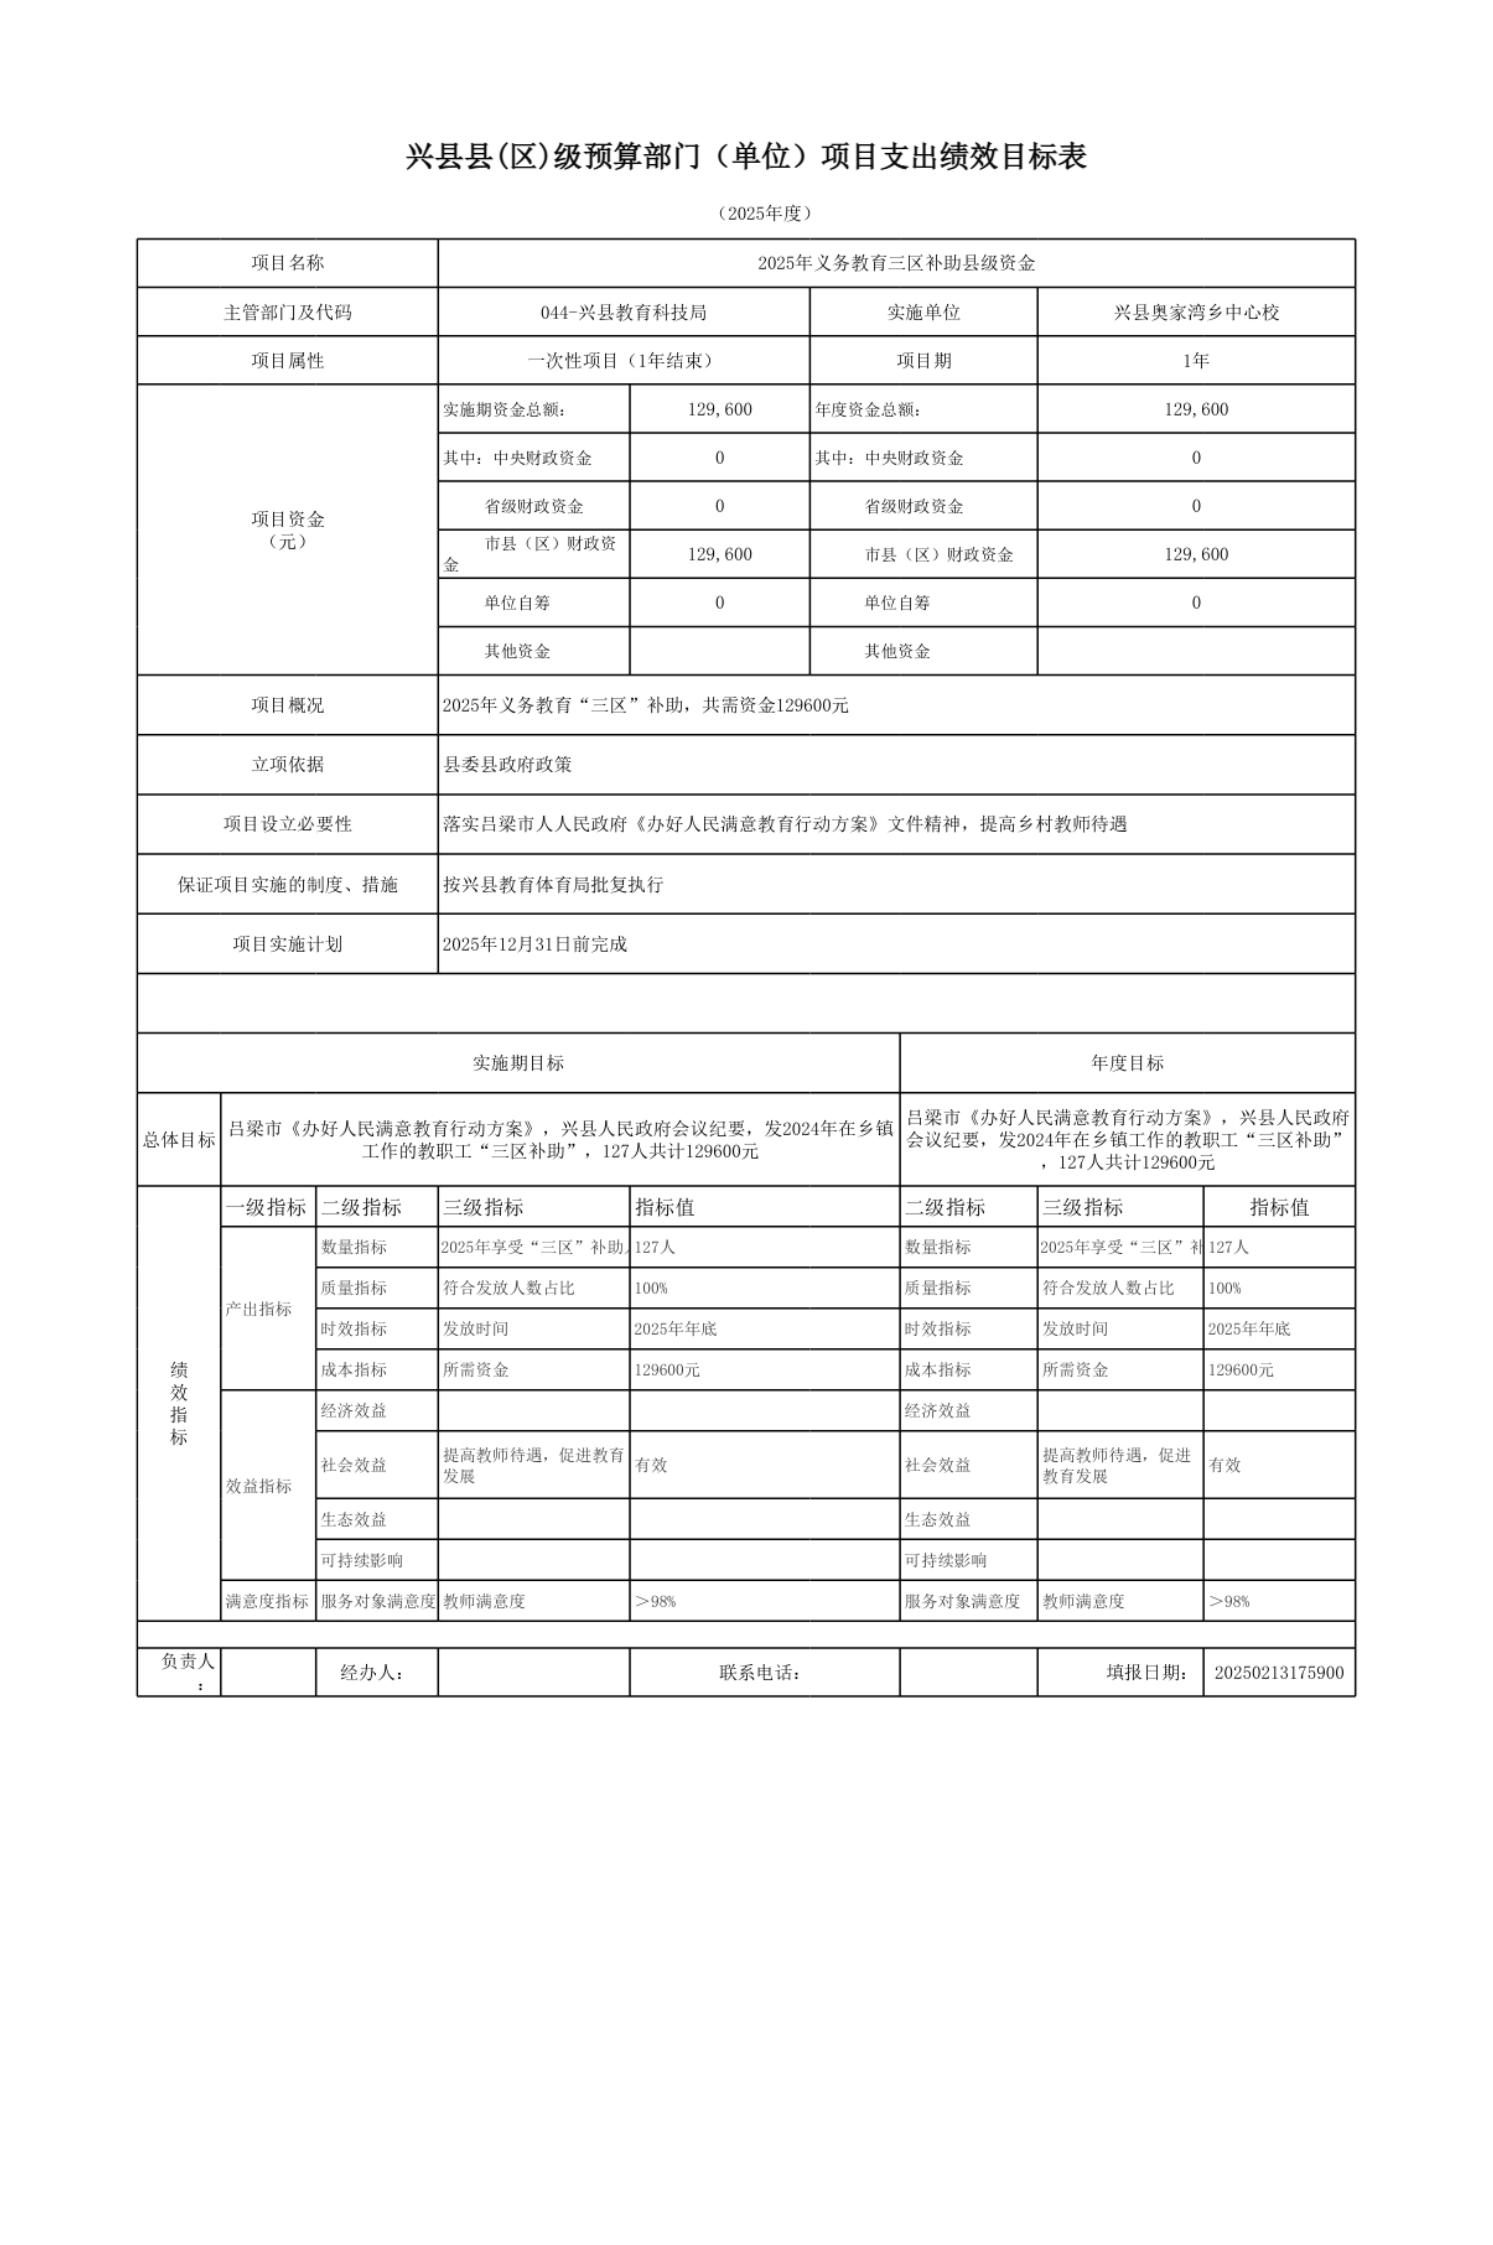 兴县县(区)级预算部门（单位）项目支出绩效目标表
（2025年度）
项目名称 2025年义务教育三区补助县级资金
主管部门及代码 044-兴县教育科技局 实施单位 兴县奥家湾乡中心校
项目属性 一次性项目（1年结束） 项目期 1年
项目资金
（元）
实施期资金总额： 129,600 年度资金总额： 129,600
其中：中央财政资金 0 其中：中央财政资金 0
省级财政资金 0 省级财政资金 0
市县（区）财政资
金 129,600 市县（区）财政资金 129,600
单位自筹 0 单位自筹 0
其他资金 其他资金
项目概况 2025年义务教育“三区”补助，共需资金129600元
立项依据 县委县政府政策
项目设立必要性 落实吕梁市人人民政府《办好人民满意教育行动方案》文件精神，提高乡村教师待遇
保证项目实施的制度、措施 按兴县教育体育局批复执行
项目实施计划 2025年12月31日前完成
实施期目标 年度目标
总体目标
吕梁市《办好人民满意教育行动方案》，兴县人民政府会议纪要，发2024年在乡镇
工作的教职工“三区补助”，127人共计129600元
吕梁市《办好人民满意教育行动方案》，兴县人民政府
会议纪要，发2024年在乡镇工作的教职工“三区补助”
，127人共计129600元
绩
效
指
标
一级指标 二级指标 三级指标 指标值 二级指标 三级指标 指标值
产出指标
数量指标 2025年享受“三区”补助 127人 数量指标 2025年享受“三区” 127人
质量指标 符合发放人数占比 100% 质量指标 符合发放人数占比 100%
时效指标 发放时间 2025年年底 时效指标 发放时间 2025年年底
成本指标 所需资金 129600元 成本指标 所需资金 129600元
效益指标
经济效益 经济效益
社会效益 提高教师待遇，促进教育
发展 有效 社会效益 提高教师待遇，促进
教育发展 有效
生态效益 生态效益
可持续影响 可持续影响
满意度指标 服务对象满意度 教师满意度 ＞98% 服务对象满意度 教师满意度 ＞98%
负责人
： 经办人： 联系电话： 填报日期： 20250213175900